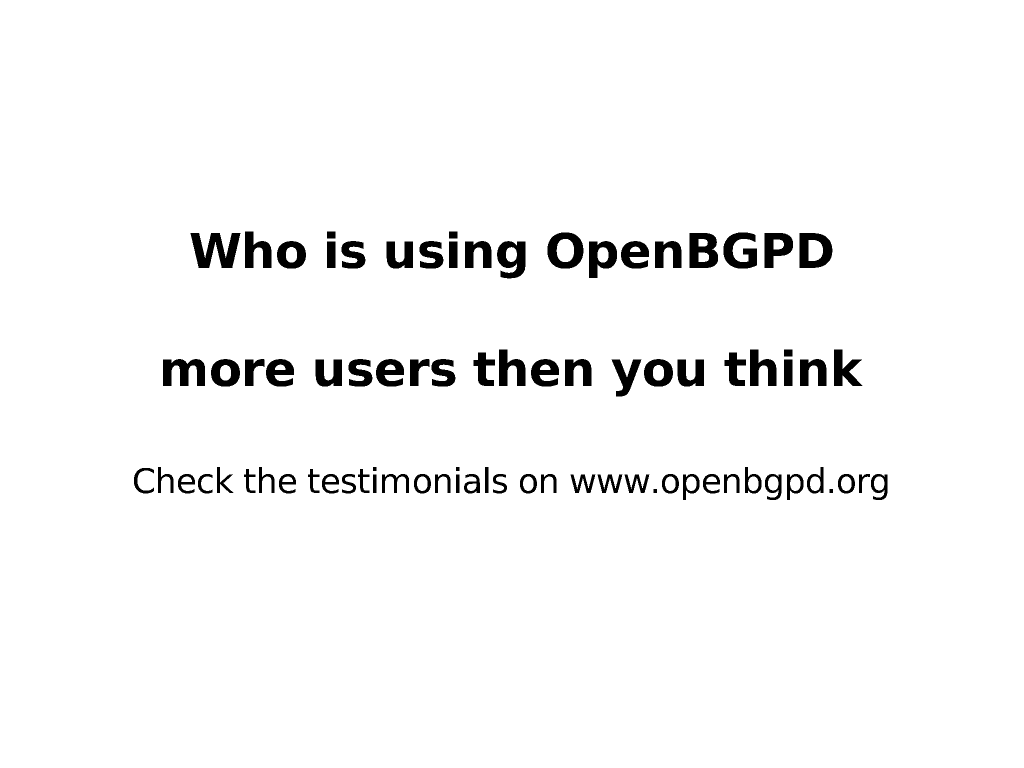 Who is using OpenBGPD
more users then you think
Check the testimonials on www.openbgpd.org